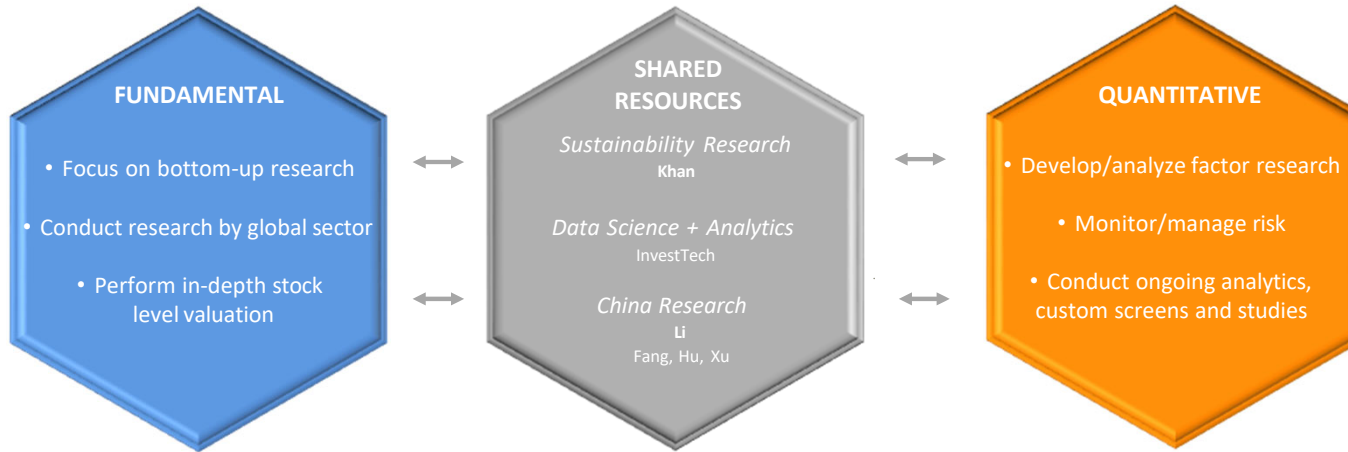 FUNDAMENTAL
• Focus on bottom-up research
• Conduct research by global sector
• Perform in-depth stock
level valuation
SHARED
RESOURCES
Sustainability Research
Khan
Data Science + Analytics
InvestTech
China Research
Li
Fang, Hu, Xu
QUANTITATIVE
• Develop/analyze factor research
• Monitor/manage risk
• Conduct ongoing analytics,
custom screens and studies